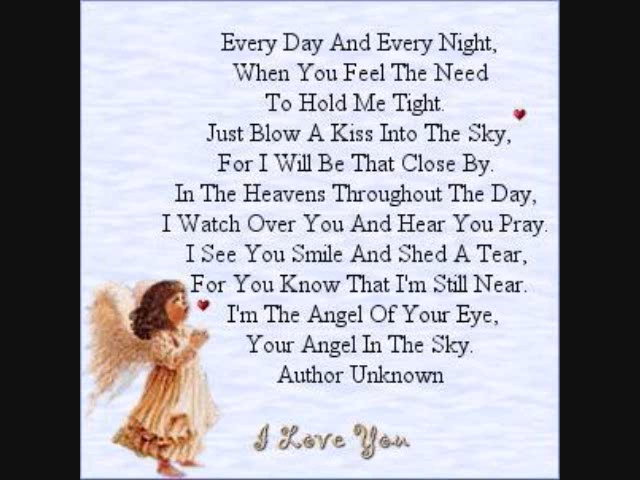 Every Day And Every Night,
When You Feel The Need
To Hold Me Tight.
Just Blow A Kiss Into The Sky,
For I Will Be That Close By.
In The Heavens Throughout The Day,
I Watch Over You And Hear You Pray.
I See You Smile And Shed A Tear,
For You Know That I'm Still Near.
I'm The Angel Of Your Eye,
Your Angel In The Sky.
Author Unknown
I Love You